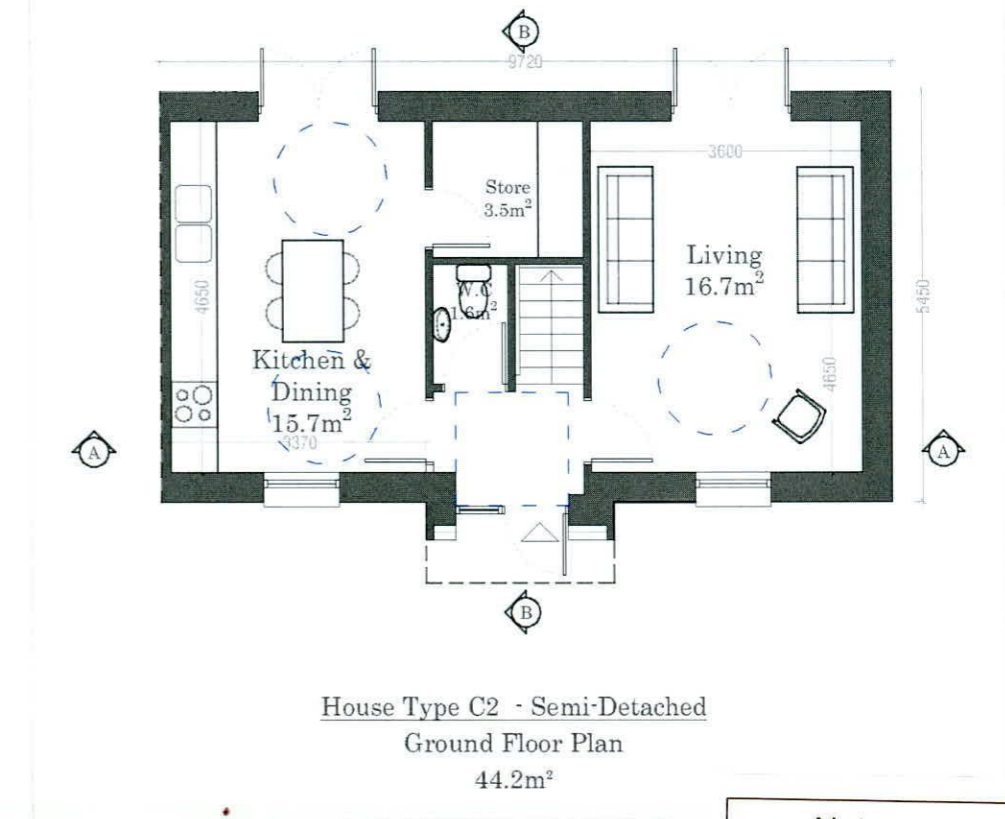 B
9720
3600
Store
3.5m²
Living
16.7m²
4650
5450
W.C
1.6m²
Kitchen &
Dining
15.7m²
3370
4650
A
A
B
House Type C2 - Semi-Detached
Ground Floor Plan
44.2m²